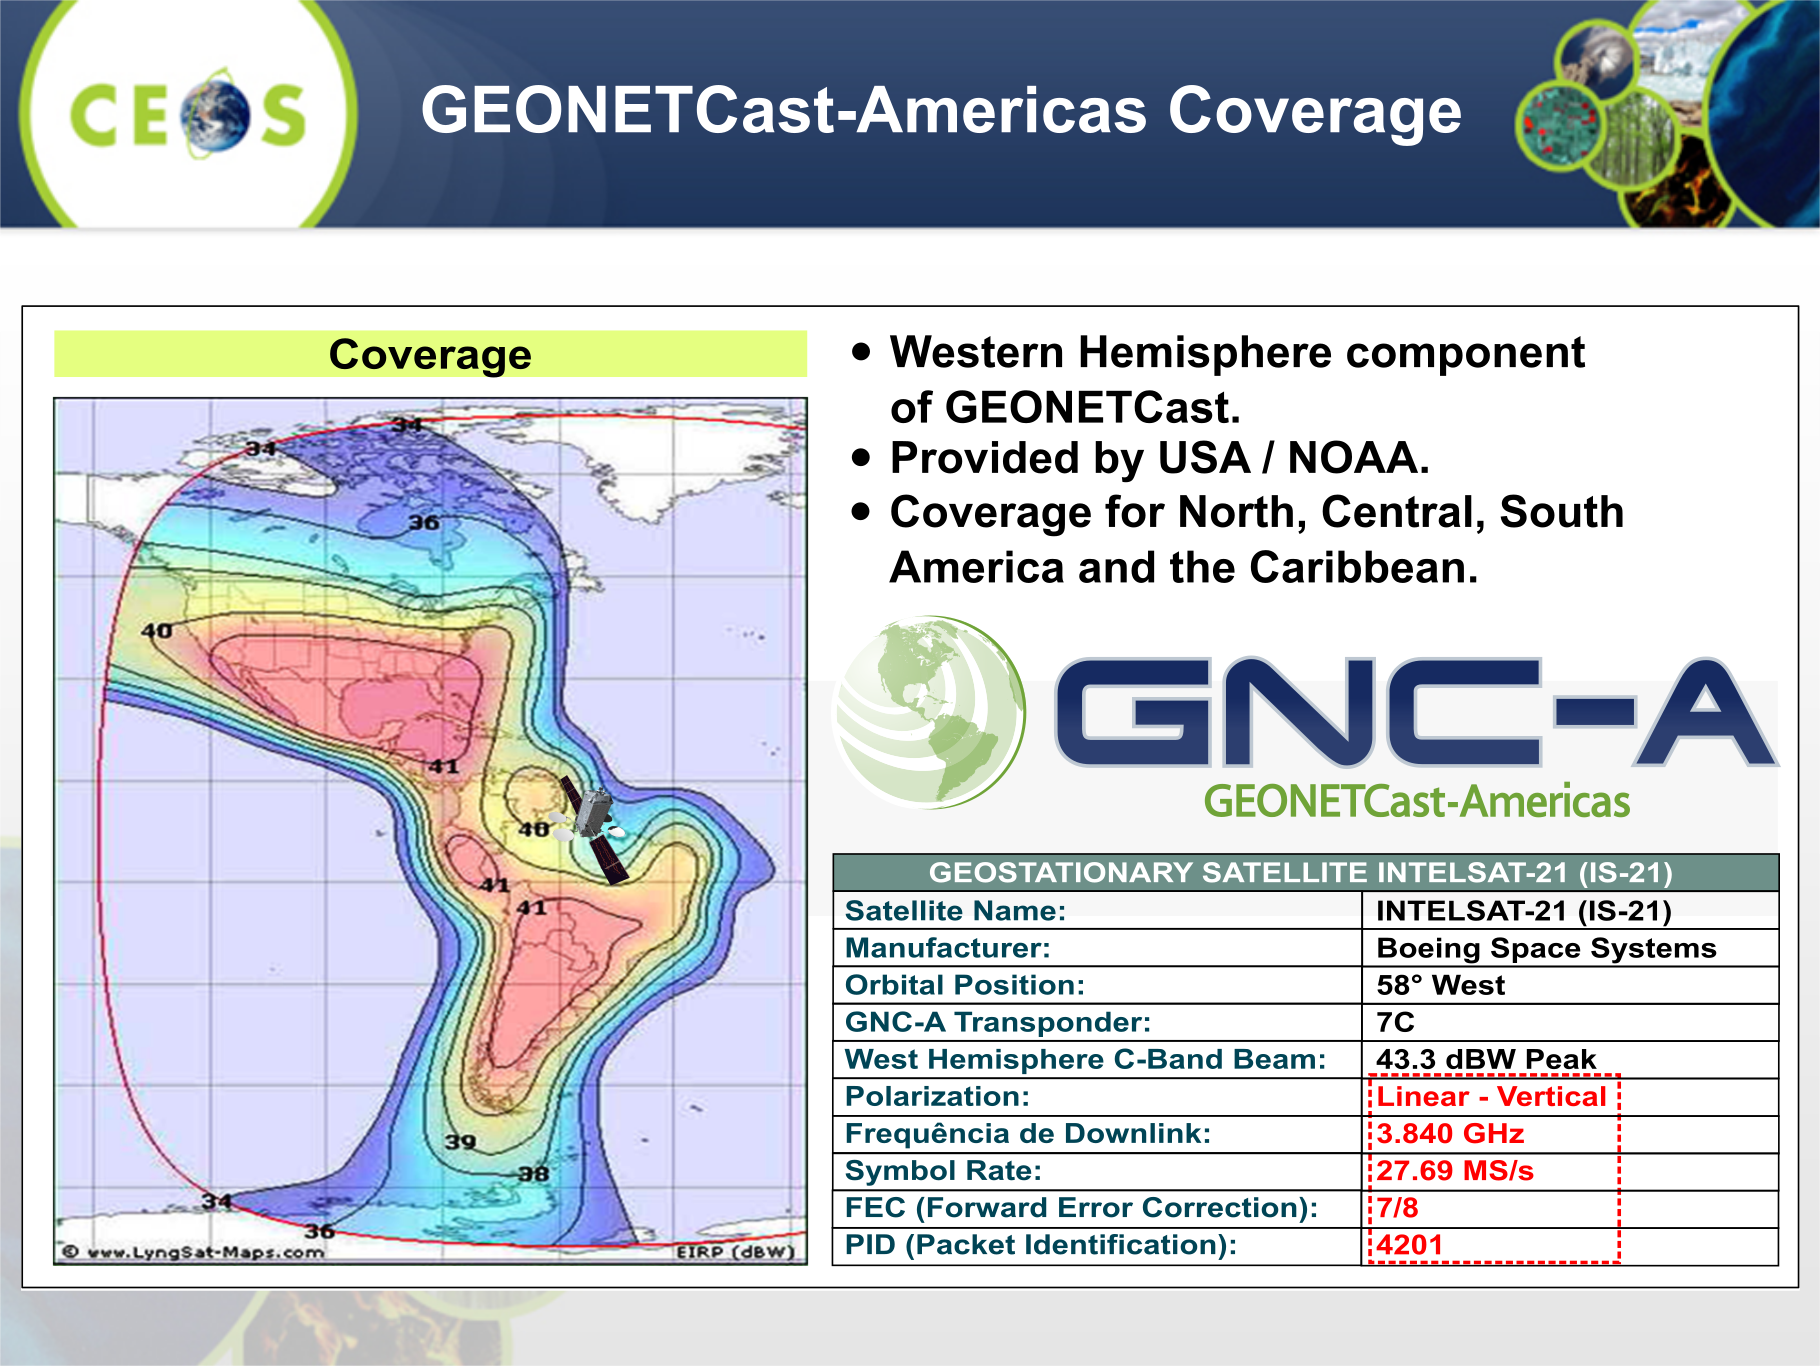 CEOS
GEONETCast-Americas Coverage
Coverage
34
34
36
40
41
40
41
41
39
38
34
36
© www.LyngSat-Maps.com
EIRP (dBW)
• Western Hemisphere component
of GEONETCast.
• Provided by USA / NOAA.
• Coverage for North, Central, South
America and the Caribbean.
GNC-A
GEONETCast-Americas
GEOSTATIONARY SATELLITE INTELSAT-21 (IS-21)
Satellite Name: INTELSAT-21 (IS-21)
Manufacturer: Boeing Space Systems
Orbital Position: 58° West
GNC-A Transponder: 7C
West Hemisphere C-Band Beam: 43.3 dBW Peak
Polarization: Linear - Vertical
Frequência de Downlink: 3.840 GHz
Symbol Rate: 27.69 MS/s
FEC (Forward Error Correction): 7/8
PID (Packet Identification): 4201